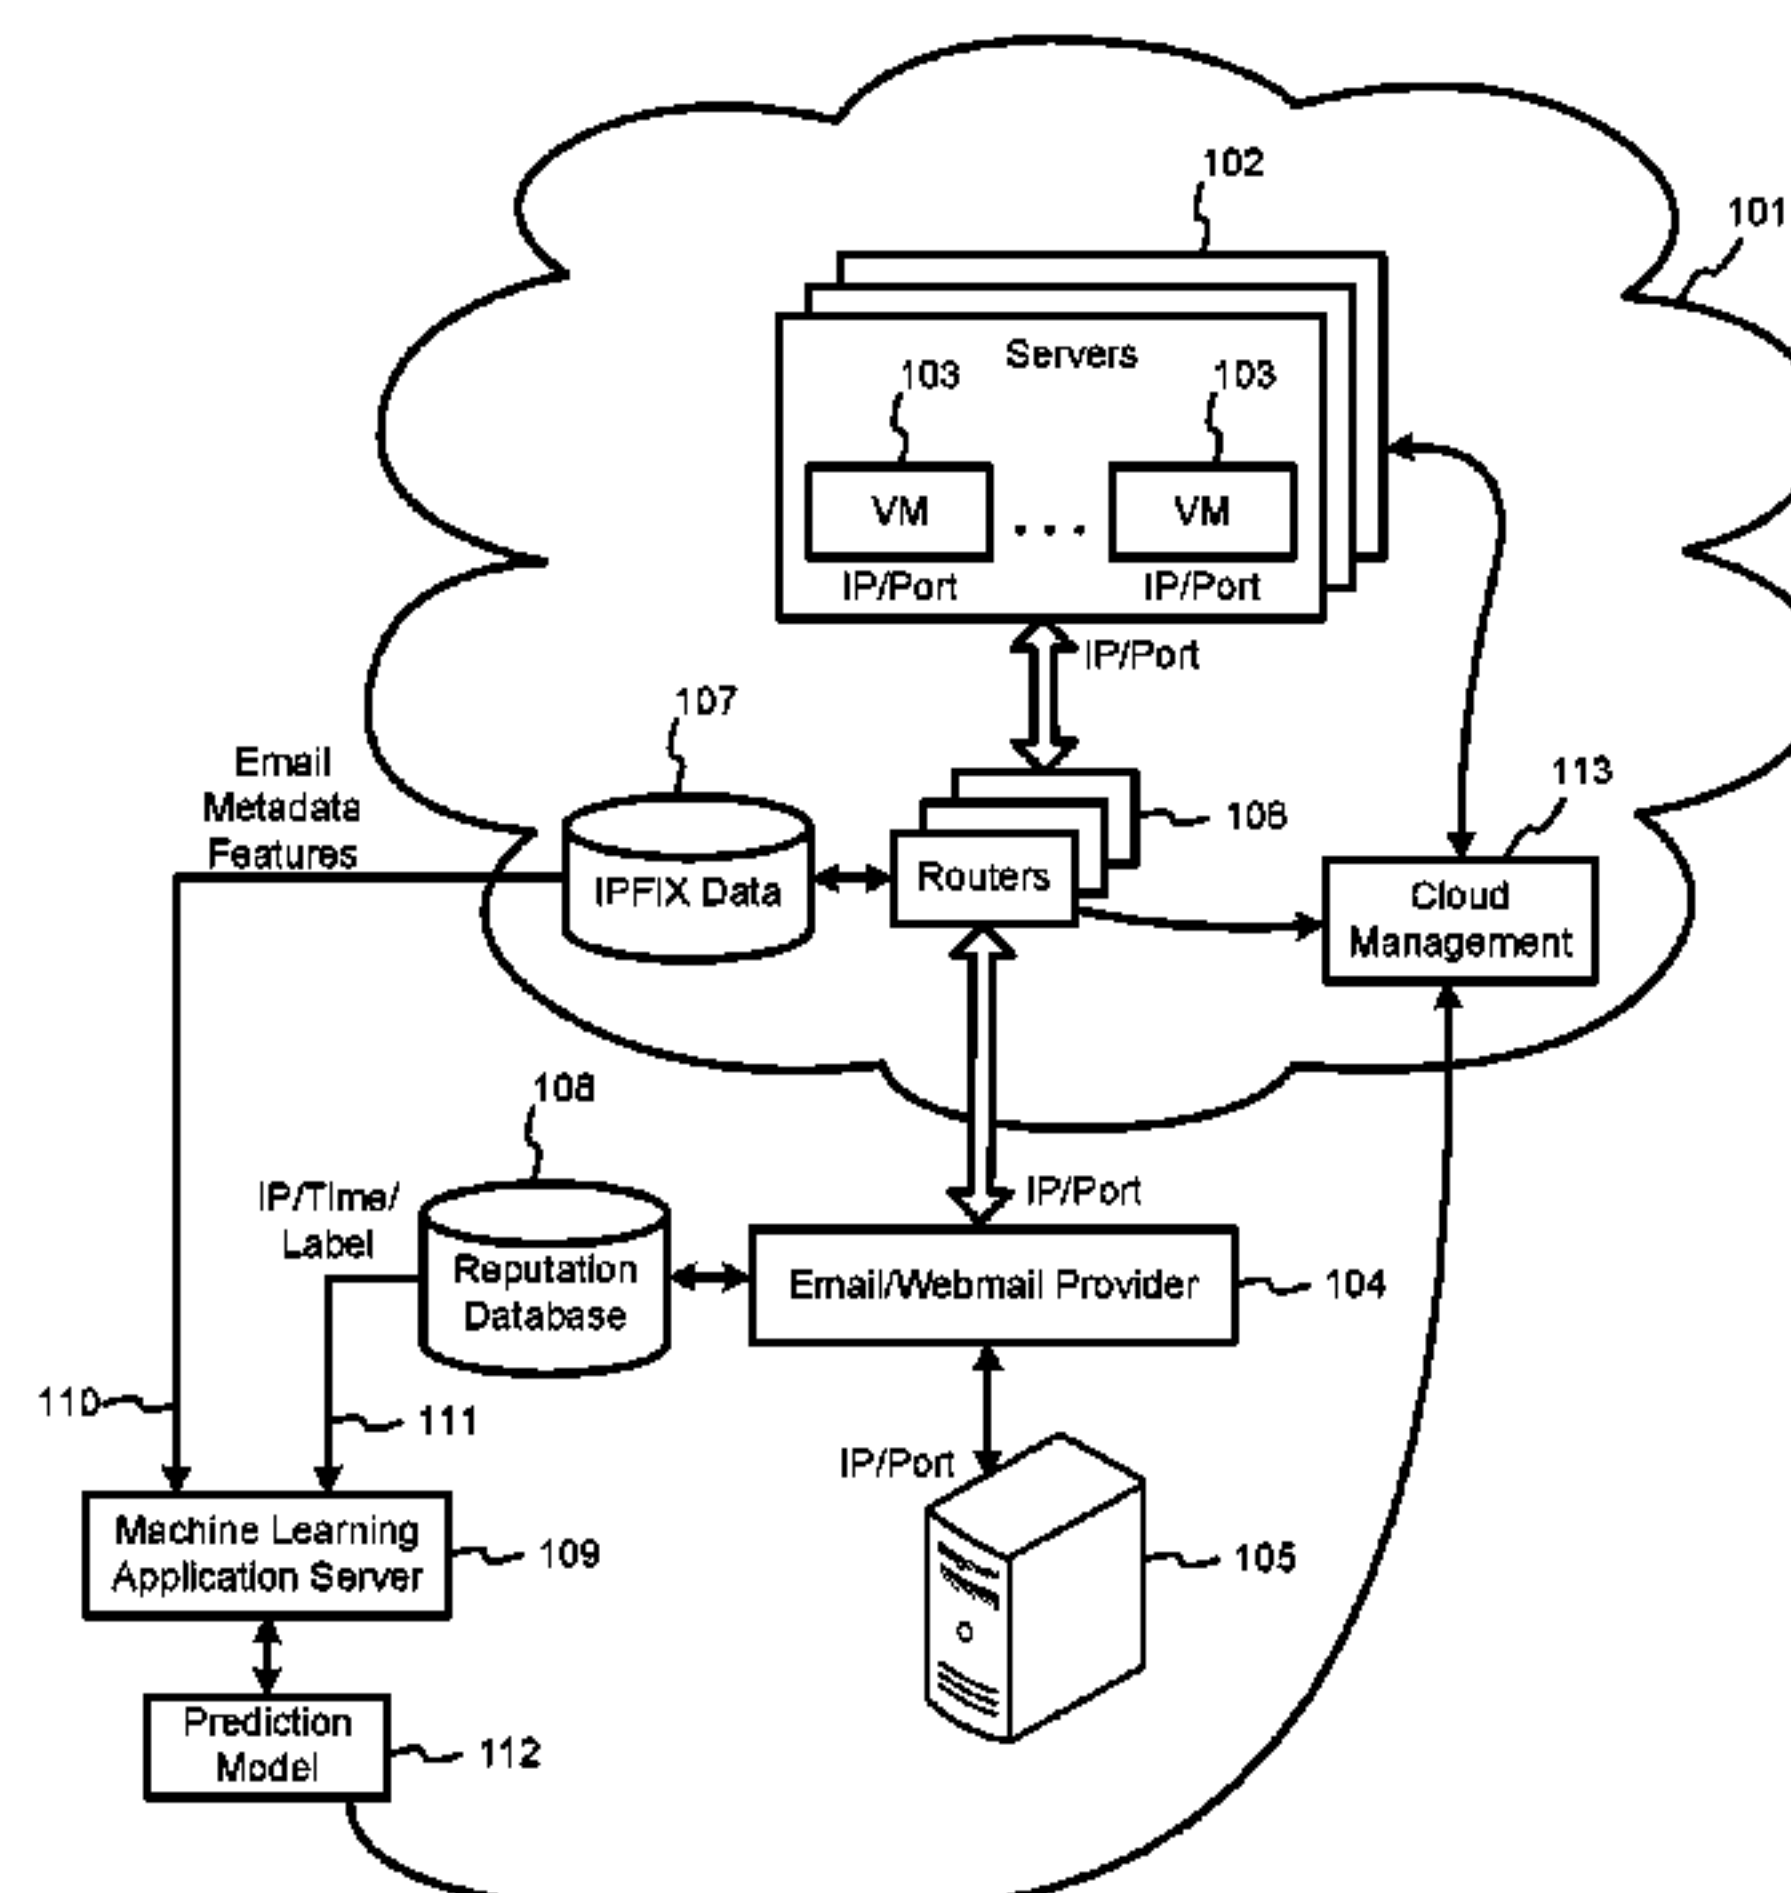 102
101
Servers
103
103
VM
. . .
VM
IP/Port
IP/Port
IP/Port
107
Email
Metadate
Features
113
106
IPFIX Data
Routers
Cloud
Management
108
IP/Time/
Label
IP/Port
Reputation
Database
Email/Webmail Provider
104
110
111
IP/Port
Machine Learning
Application Server
109
105
Prediction
Model
112